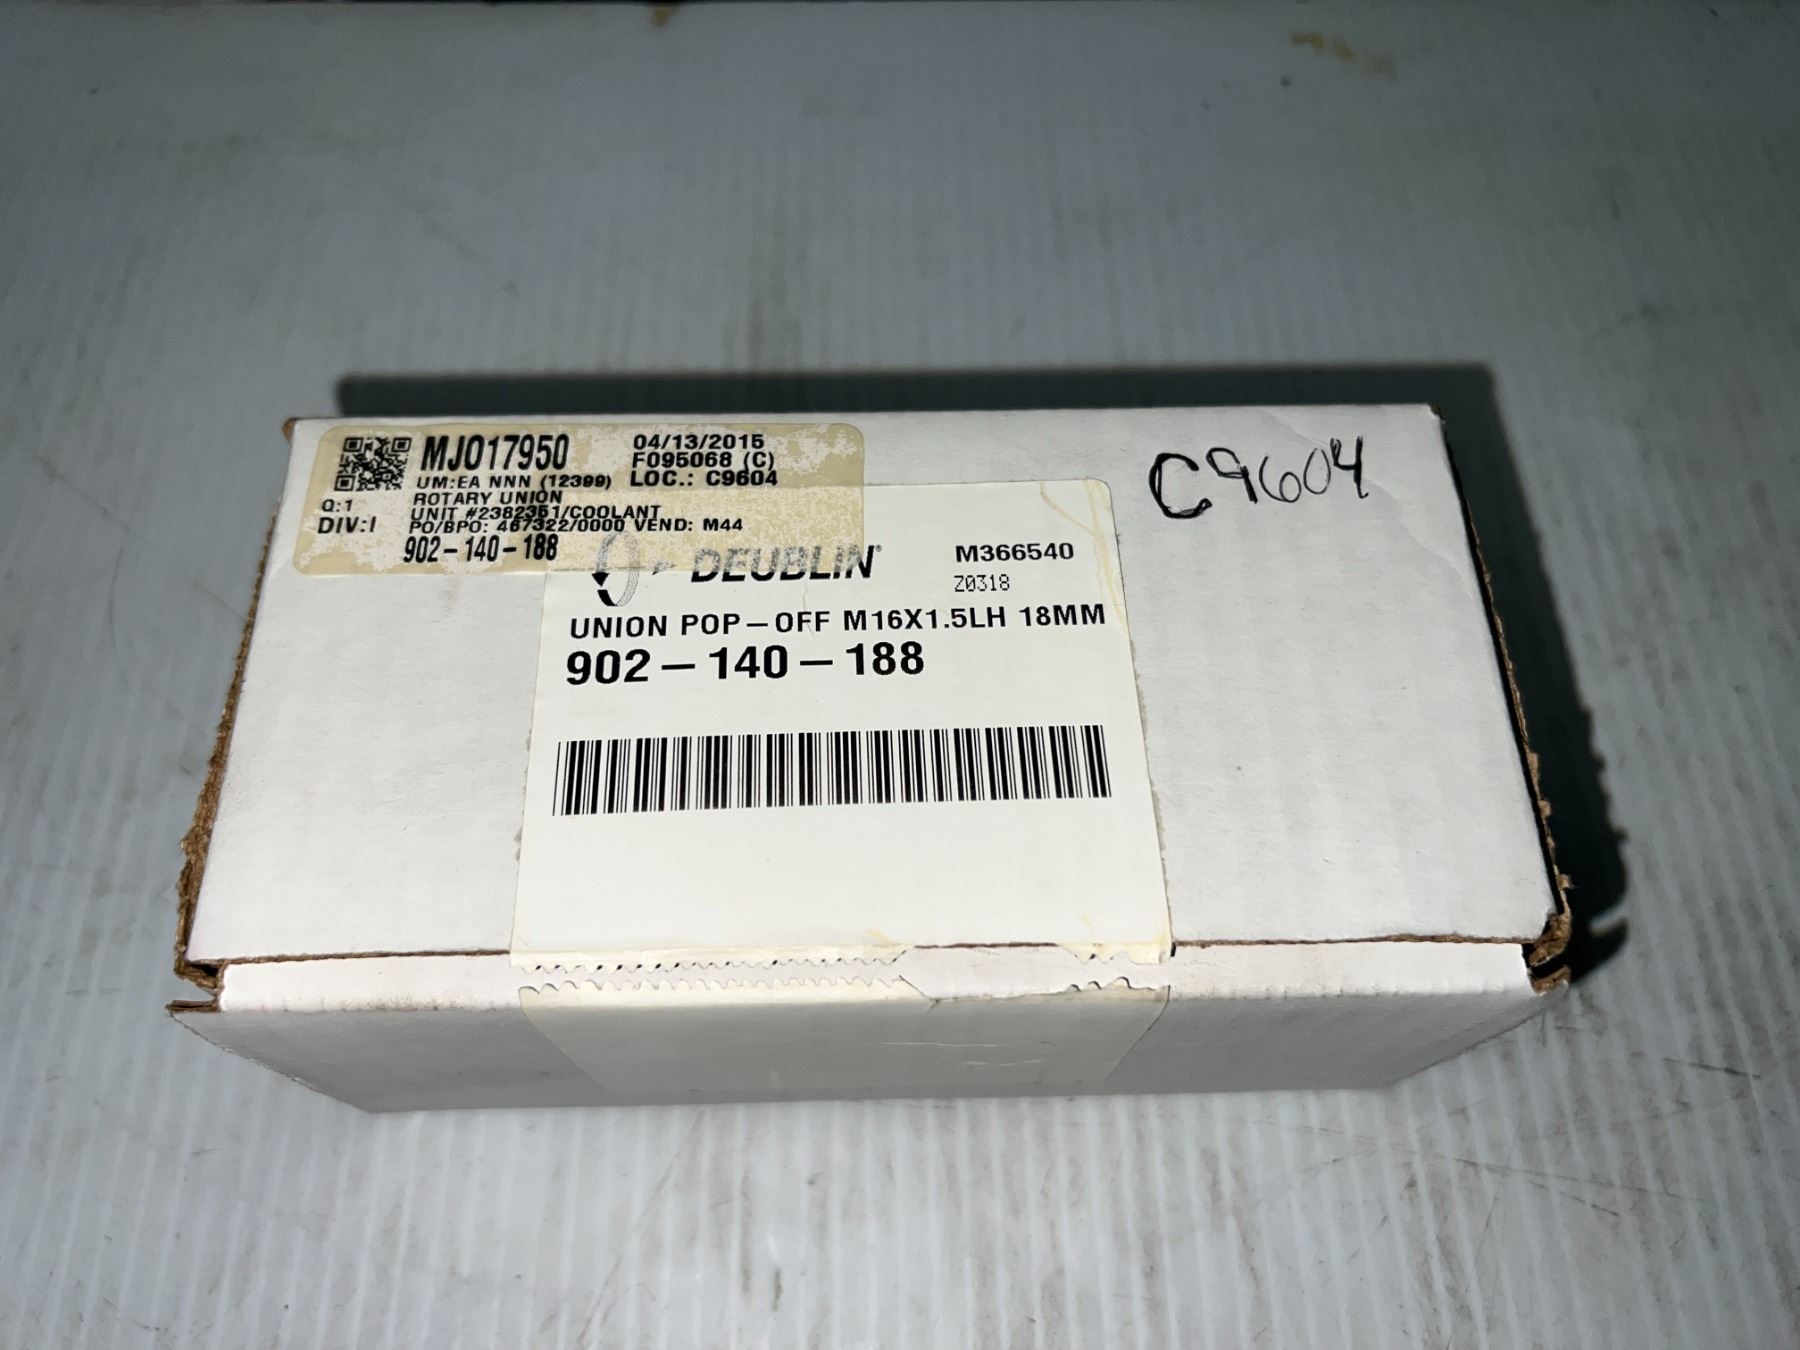 MJ017950
04/13/2015
F095068 (C)
UM:EA NNN (12399) LOC.: C9604
ROTARY UNION
Q:1
UNIT #2382351/COOLANT
DIV:I
PO/BPO: 467322/0000 VEND: M44
902-140-188
C9604
DEUBLIN
M366540
Z0318
UNION POP-OFF M16X1.5LH 18MM
902-140-188